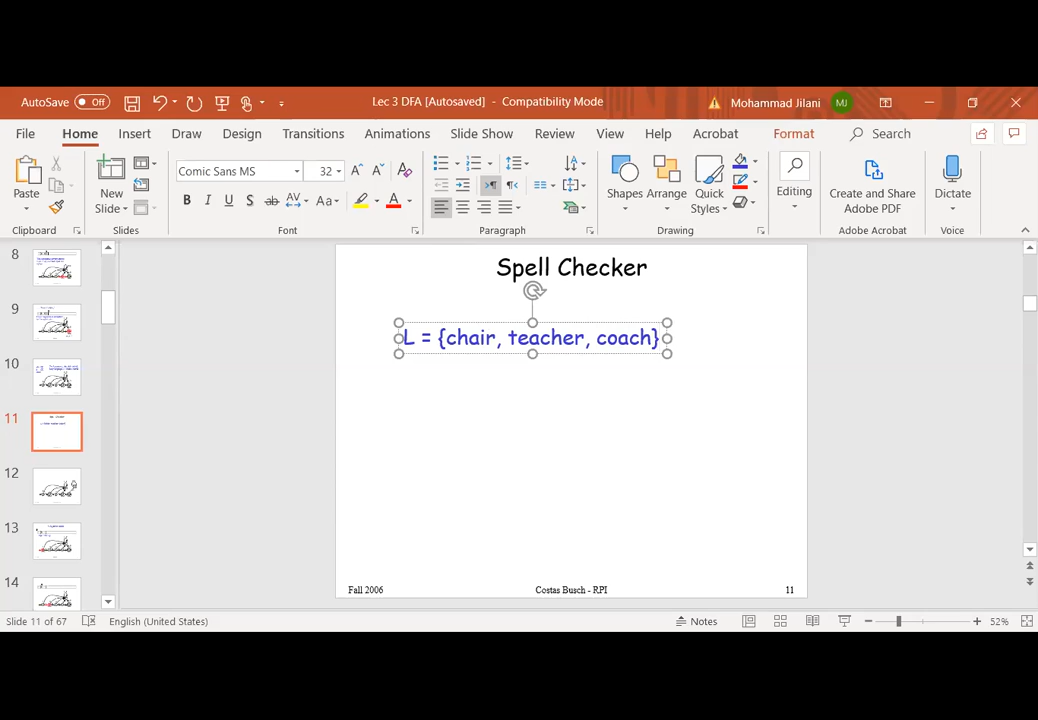 AutoSave Off Lec 3 DFA [Autosaved] - Compatibility Mode Mohammad Jilani MJ
File Home Insert Draw Design Transitions Animations Slide Show Review View Help Acrobat Format Search
Paste New Slide Comic Sans MS 32 Shapes Arrange Quick Styles Editing Create and Share Adobe PDF Dictate
B I U S ab AV Aa A
Clipboard Slides Font Paragraph Drawing Adobe Acrobat Voice
8
9
10
11
12
13
14
Spell Checker
L = {chair, teacher, coach}
Fall 2006 Costas Busch - RPI 11
Slide 11 of 67 English (United States) Notes 52%